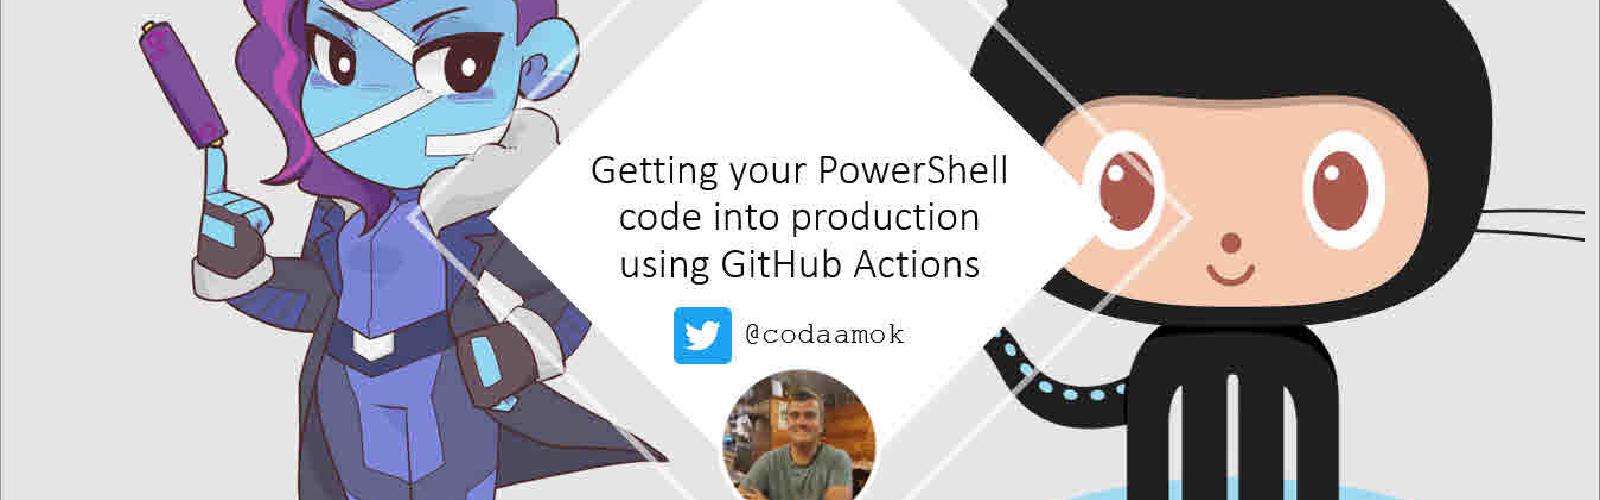 Getting your PowerShell
code into production
using GitHub Actions
@codaamok